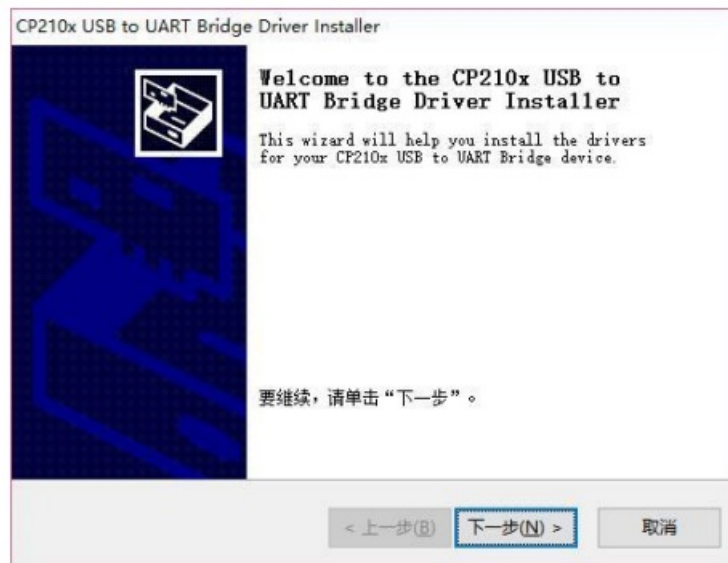 CP210x USB to UART Bridge Driver Installer
Welcome to the CP210x USB to
UART Bridge Driver Installer
This wizard will help you install the drivers
for your CP210x USB to UART Bridge device.
要继续，请单击“下一步”。
< 上一步(B)
下一步(N) >
取消